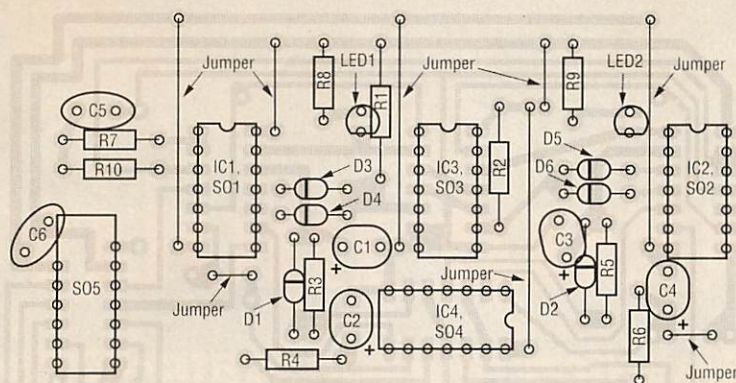 Jumper
R8
LED1
R1
Jumper
R9
LED2
Jumper
C5
R7
R10
IC1,
SO1
D3
D4
IC3,
SO3
R2
D5
D6
IC2,
SO2
C6
SO5
Jumper
D1
R3
C1
+
C2
+
R4
Jumper
IC4,
SO4
C3
+
D2
R5
C4
+
R6
Jumper